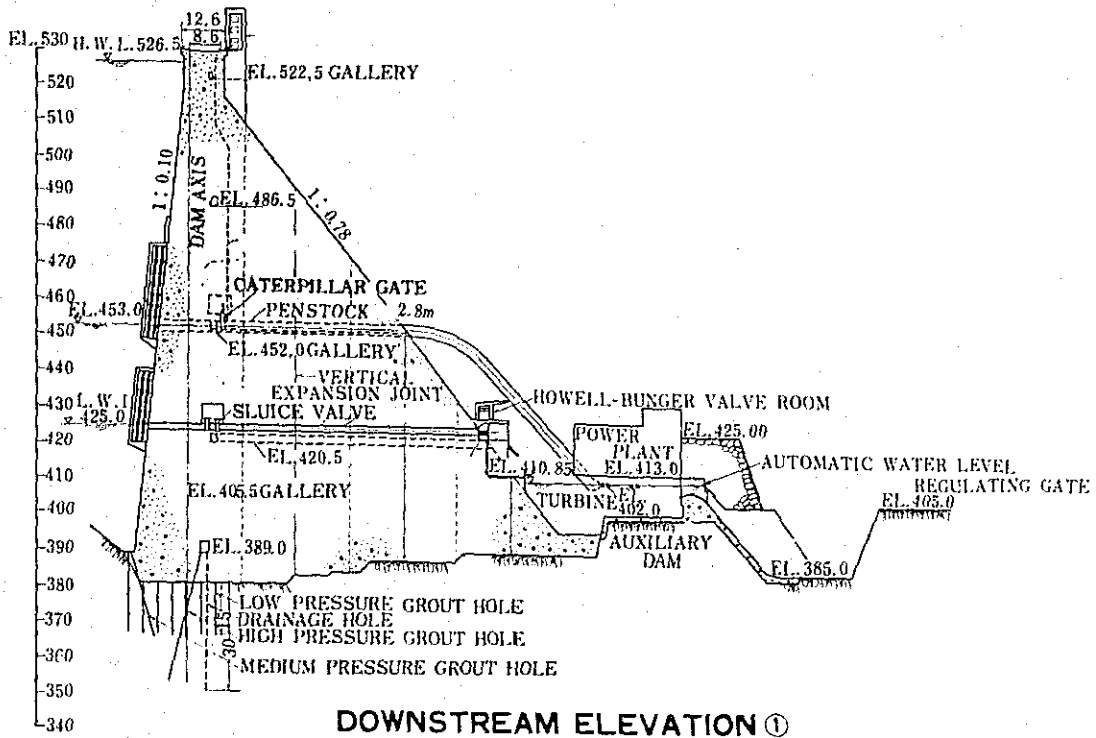 12.6
8.6
EL.530 H.W.L.526.5
520
510
500
490
480
470
460
450
440
430
420
410
400
390
380
370
360
350
340
EL.522,5 GALLERY
1:0.10
DAM AXIS
EL.486.5
1:0.78
CATERPILLAR GATE
EL.453.0
PENSTOCK
2.8m
EL.452,0 GALLERY
VERTICAL
EXPANSION JOINT
L.W.L
425.0
SLUICE VALVE
HOWELL-BUNGER VALVE ROOM
EL.420.5
POWER
PLANT
EL.425.00
EL.410.85
EL.413.0
AUTOMATIC WATER LEVEL
REGULATING GATE
EL.405.5 GALLERY
TURBINE
EL.
402.0
EL.405.0
EL.389.0
AUXILIARY
DAM
EL.385.0
LOW PRESSURE GROUT HOLE
DRAINAGE HOLE
HIGH PRESSURE GROUT HOLE
MEDIUM PRESSURE GROUT HOLE
15
30
DOWNSTREAM ELEVATION ①